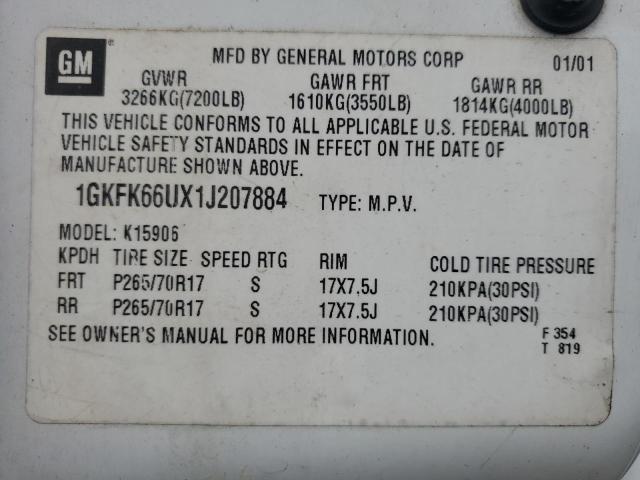 GM
MFD BY GENERAL MOTORS CORP 01/01
GVWR GAWR FRT GAWR RR
3266KG(7200LB) 1610KG(3550LB) 1814KG(4000LB)
THIS VEHICLE CONFORMS TO ALL APPLICABLE U.S. FEDERAL MOTOR
VEHICLE SAFETY STANDARDS IN EFFECT ON THE DATE OF
MANUFACTURE SHOWN ABOVE.
1GKFK66UX1J207884 TYPE: M.P.V.
MODEL: K15906
KPDH TIRE SIZE SPEED RTG RIM COLD TIRE PRESSURE
FRT P265/70R17 S 17X7.5J 210KPA(30PSI)
RR P265/70R17 S 17X7.5J 210KPA(30PSI)
SEE OWNER'S MANUAL FOR MORE INFORMATION. F 354
T 819